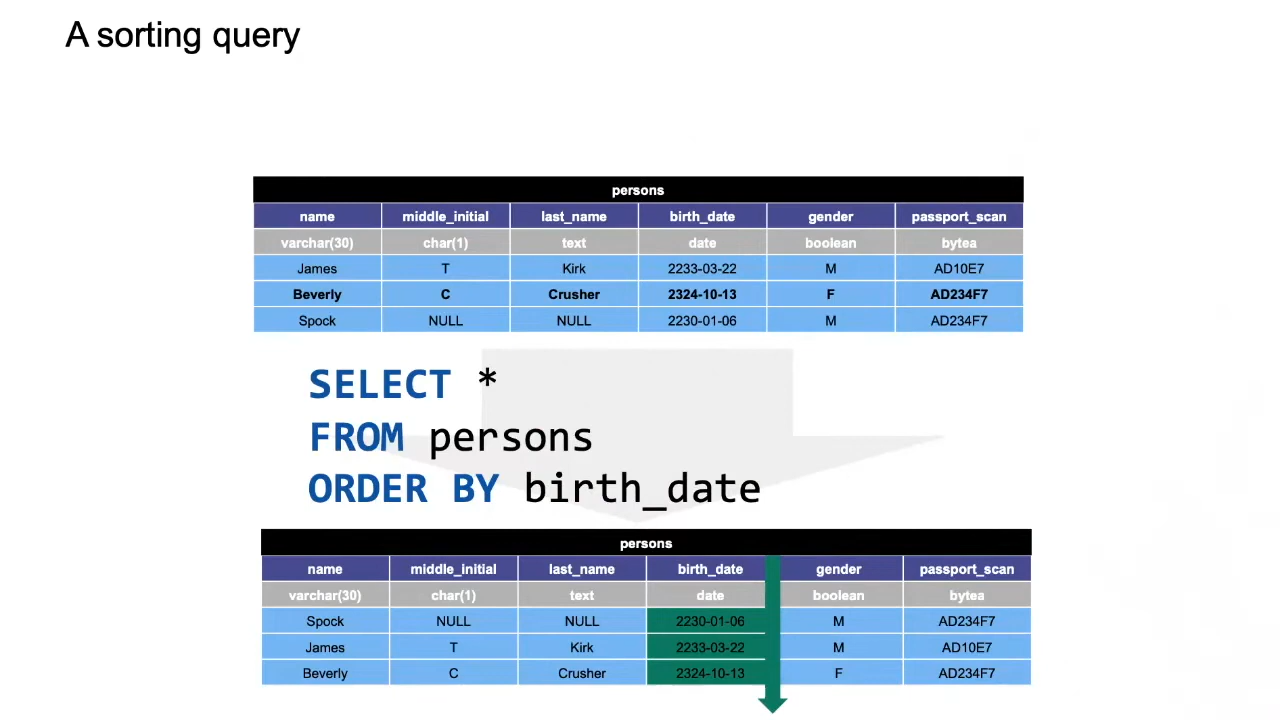 A sorting query
persons
name middle_initial last_name birth_date gender passport_scan
varchar(30) char(1) text date boolean bytea
James T Kirk 2233-03-22 M AD10E7
Beverly C Crusher 2324-10-13 F AD234F7
Spock NULL NULL 2230-01-06 M AD234F7
SELECT *
FROM persons
ORDER BY birth_date
persons
name middle_initial last_name birth_date gender passport_scan
varchar(30) char(1) text date boolean bytea
Spock NULL NULL 2230-01-06 M AD234F7
James T Kirk 2233-03-22 M AD10E7
Beverly C Crusher 2324-10-13 F AD234F7